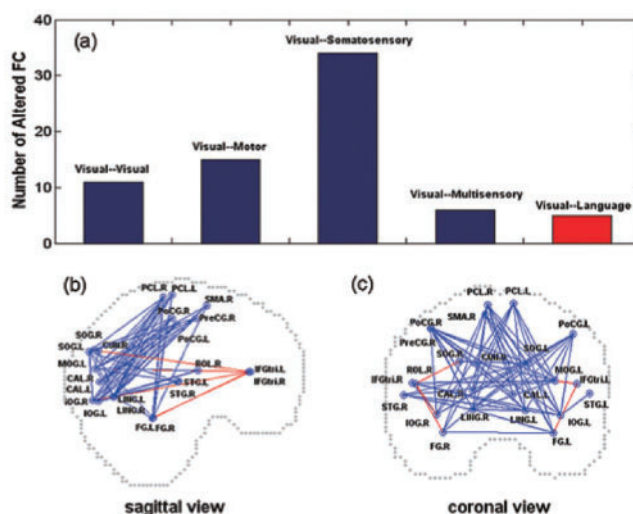 (a)
Number of Altered FC
40
30
20
10
0
Visual--Visual
Visual--Motor
Visual--Somatosensory
Visual--Multisensory
Visual--Language
(b)
PCL.R
PCL.L
SMA.R
PoCG.R
PreCG.R
PoCG.L
SOG.R
SOG.L
CUN.R
MOG.L
ROL.R
IFGtri.L
IFGtri.R
CAL.R
CAL.L
STG.L
STG.R
IOG.R
LING.L
IOG.L
LING.R
FG.L
FG.R
sagittal view
(c)
PCL.R
PCL.L
SMA.R
PoCG.R
PoCG.L
PreCG.R
SOG.R
SOG.L
CUN.R
ROL.R
MOG.L
IFGtri.R
IFGtri.L
CAL.R
CAL.L
STG.R
STG.L
IOG.R
LING.R
LING.L
IOG.L
FG.R
FG.L
coronal view